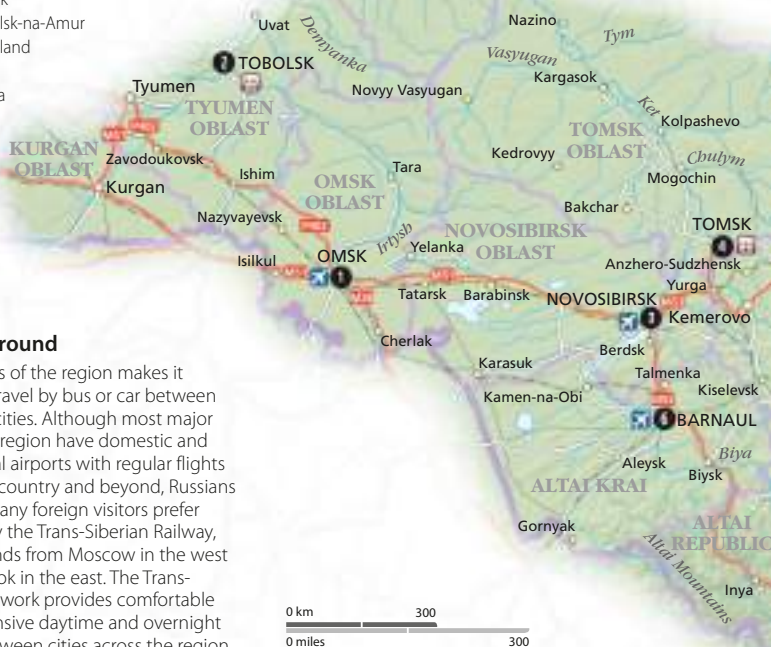 lsk-na-Amur
land
a
Uvat
Demyanka
Nazino
Tym
2 TOBOLSK
Vasyugan
Kargasok
Tyumen
Novyy Vasyugan
Ket
TYUMEN
OBLAST
Kolpashevo
TOMSK
OBLAST
KURGAN
OBLAST
Zavodoukovsk
Kedrovyy
Chulym
Tara
Mogochin
Ishim
Kurgan
OMSK
OBLAST
Bakchar
Nazyvayevsk
TOMSK
4
NOVOSIBIRSK
OBLAST
Irtysh
Yelanka
Isilkul
OMSK
1
Anzhero-Sudzhensk
Yurga
Tatarsk
Barabinsk
NOVOSIBIRSK
3
Kemerovo
Cherlak
Berdsk
Karasuk
Talmenka
Kiselevsk
Kamen-na-Obi
BARNAUL
Aleysk
Biya
Biysk
ALTAI KRAI
Gornyak
ALTAI
REPUBLIC
Altai Mountains
Inya
round
s of the region makes it
ravel by bus or car between
cities. Although most major
region have domestic and
al airports with regular flights
country and beyond, Russians
any foreign visitors prefer
y the Trans-Siberian Railway,
nds from Moscow in the west
ok in the east. The Trans-
work provides comfortable
nsive daytime and overnight
ween cities across the region.
0 km 300
0 miles 300